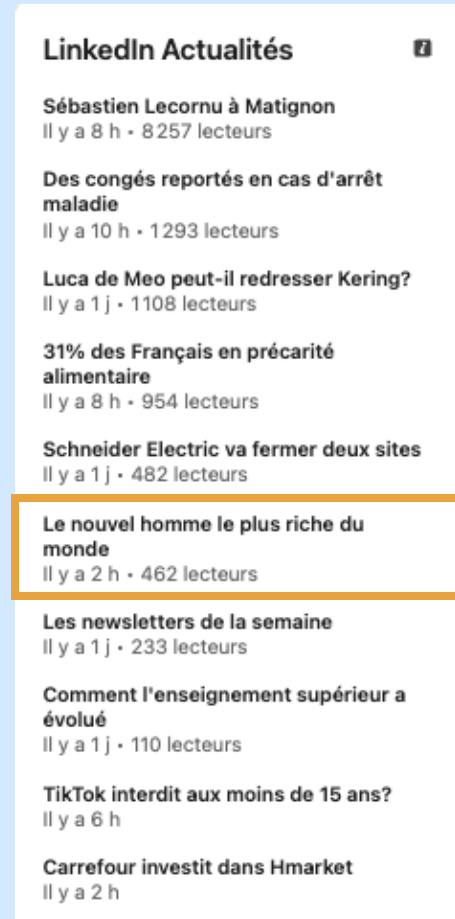 LinkedIn Actualités
Sébastien Lecornu à Matignon
Il y a 8 h • 8 257 lecteurs
Des congés reportés en cas d'arrêt
maladie
Il y a 10 h • 1 293 lecteurs
Luca de Meo peut-il redresser Kering?
Il y a 1 j • 1 108 lecteurs
31% des Français en précarité
alimentaire
Il y a 8 h • 954 lecteurs
Schneider Electric va fermer deux sites
Il y a 1 j • 482 lecteurs
Le nouvel homme le plus riche du
monde
Il y a 2 h • 462 lecteurs
Les newsletters de la semaine
Il y a 1 j • 233 lecteurs
Comment l'enseignement supérieur a
évolué
Il y a 1 j • 110 lecteurs
TikTok interdit aux moins de 15 ans?
Il y a 6 h
Carrefour investit dans Hmarket
Il y a 2 h